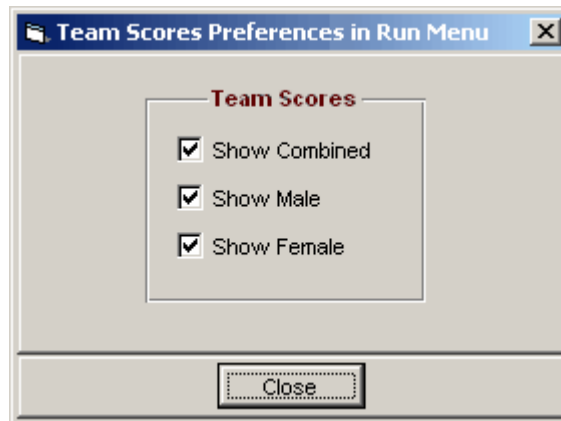 Team Scores Preferences in Run Menu
Team Scores
Show Combined
Show Male
Show Female
Close